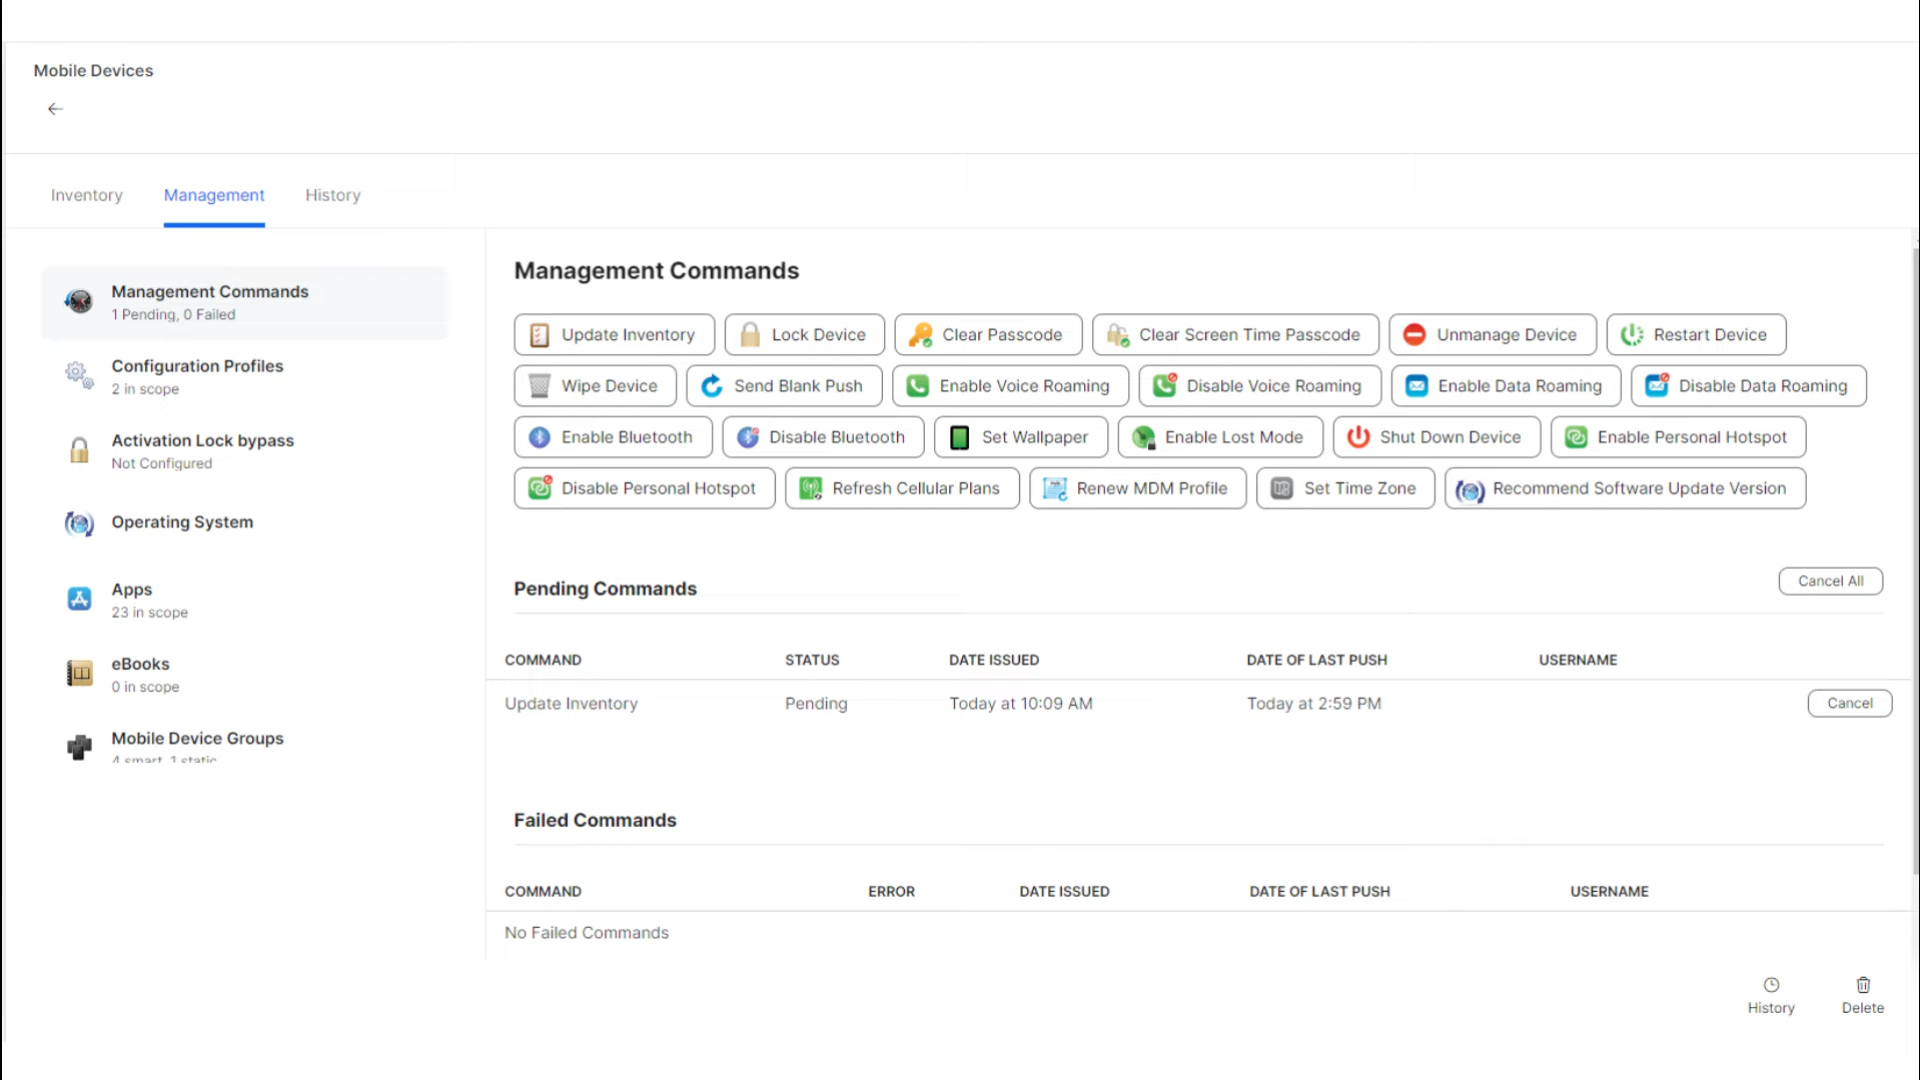 Mobile Devices
Inventory Management History
Management Commands
1 Pending, 0 Failed
Configuration Profiles
2 in scope
Activation Lock bypass
Not Configured
Operating System
Apps
23 in scope
eBooks
0 in scope
Mobile Device Groups
4 smart, 1 static
Management Commands
Update Inventory Lock Device Clear Passcode Clear Screen Time Passcode Unmanage Device Restart Device
Wipe Device Send Blank Push Enable Voice Roaming Disable Voice Roaming Enable Data Roaming Disable Data Roaming
Enable Bluetooth Disable Bluetooth Set Wallpaper Enable Lost Mode Shut Down Device Enable Personal Hotspot
Disable Personal Hotspot Refresh Cellular Plans Renew MDM Profile Set Time Zone Recommend Software Update Version
Pending Commands Cancel All
COMMAND STATUS DATE ISSUED DATE OF LAST PUSH USERNAME
Update Inventory Pending Today at 10:09 AM Today at 2:59 PM Cancel
Failed Commands
COMMAND ERROR DATE ISSUED DATE OF LAST PUSH USERNAME
No Failed Commands
History Delete